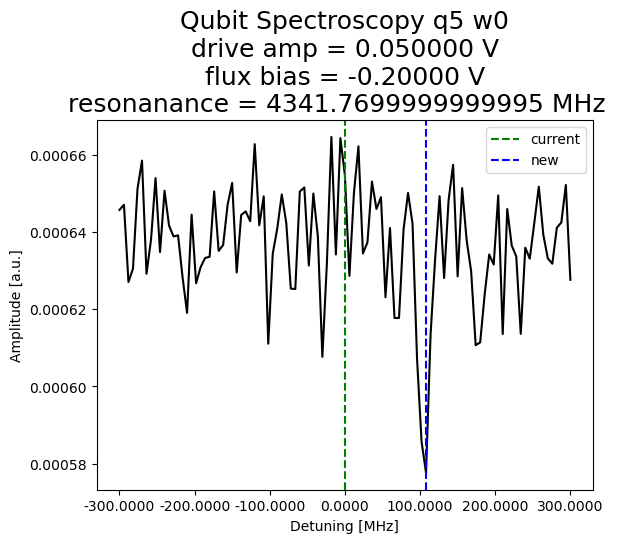 Qubit Spectroscopy q5 w0
drive amp = 0.050000 V
flux bias = -0.20000 V
resonanance = 4341.7699999999995 MHz
current
new
Amplitude [a.u.]
0.00066
0.00064
0.00062
0.00060
0.00058
-300.0000 -200.0000 -100.0000 0.0000 100.0000 200.0000 300.0000
Detuning [MHz]